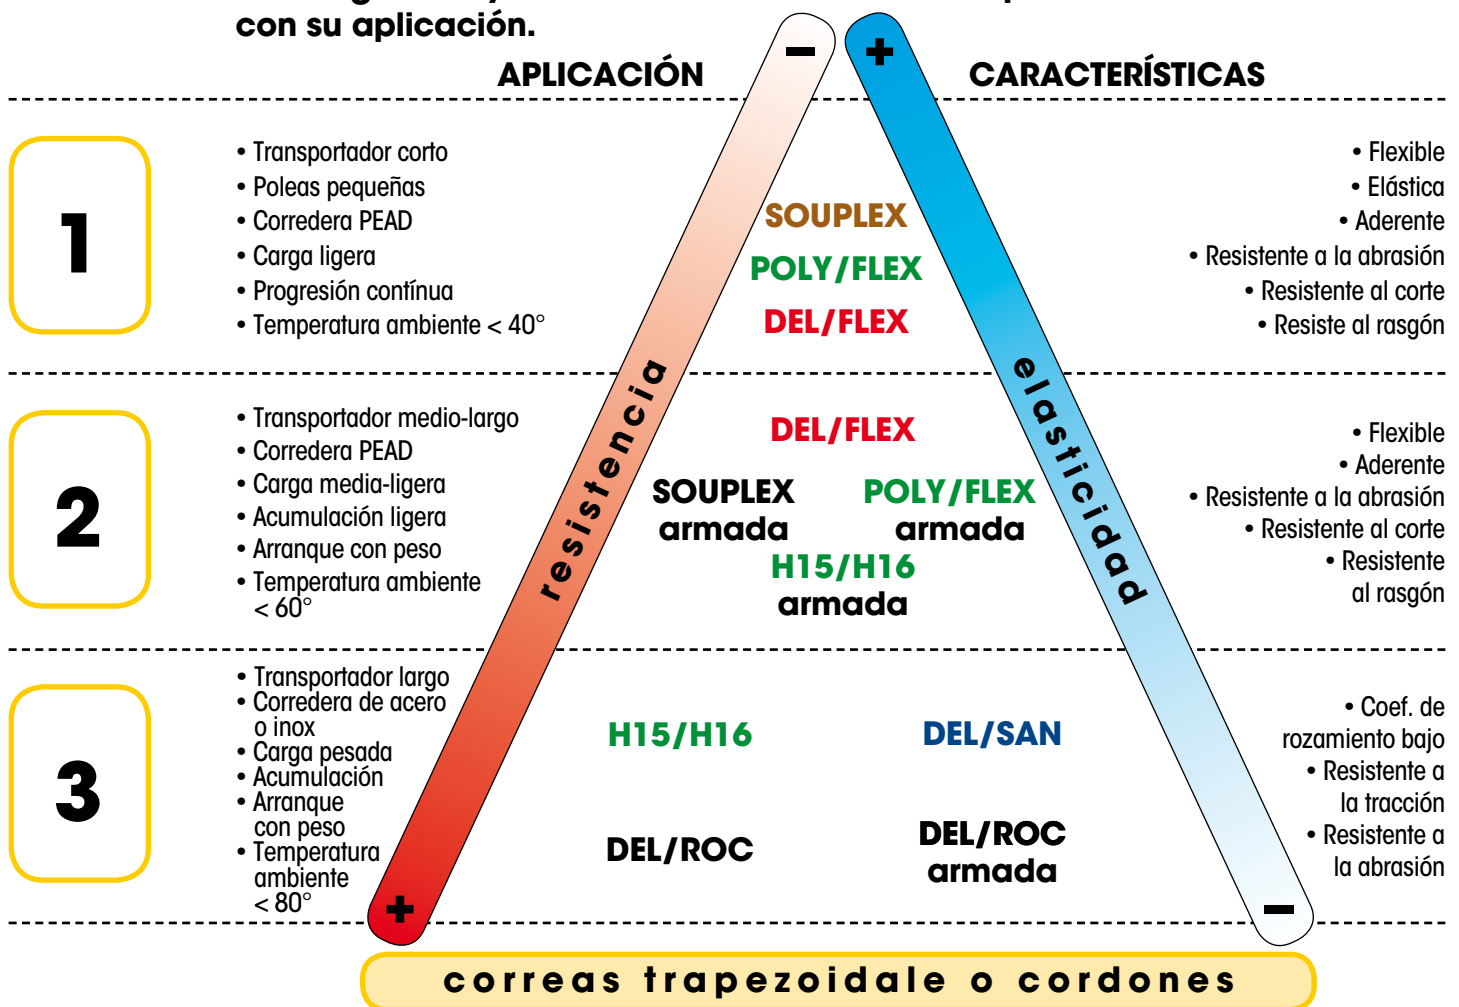 con su aplicación.
APLICACIÓN
CARACTERÍSTICAS
1
• Transportador corto
• Poleas pequeñas
• Corredera PEAD
• Carga ligera
• Progresión contínua
• Temperatura ambiente < 40°
SOUPLEX
POLY/FLEX
DEL/FLEX
• Flexible
• Elástica
• Aderente
• Resistente a la abrasión
• Resistente al corte
• Resiste al rasgón
resistencia
elasticidad
2
• Transportador medio-largo
• Corredera PEAD
• Carga media-ligera
• Acumulación ligera
• Arranque con peso
• Temperatura ambiente
< 60°
DEL/FLEX
SOUPLEX
armada
POLY/FLEX
armada
H15/H16
armada
• Flexible
• Aderente
• Resistente a la abrasión
• Resistente al corte
• Resistente
al rasgón
3
• Transportador largo
• Corredera de acero
o inox
• Carga pesada
• Acumulación
• Arranque
con peso
• Temperatura
ambiente
< 80°
H15/H16
DEL/SAN
DEL/ROC
DEL/ROC
armada
• Coef. de
rozamiento bajo
• Resistente a
la tracción
• Resistente a
la abrasión
correas trapezoidale o cordones